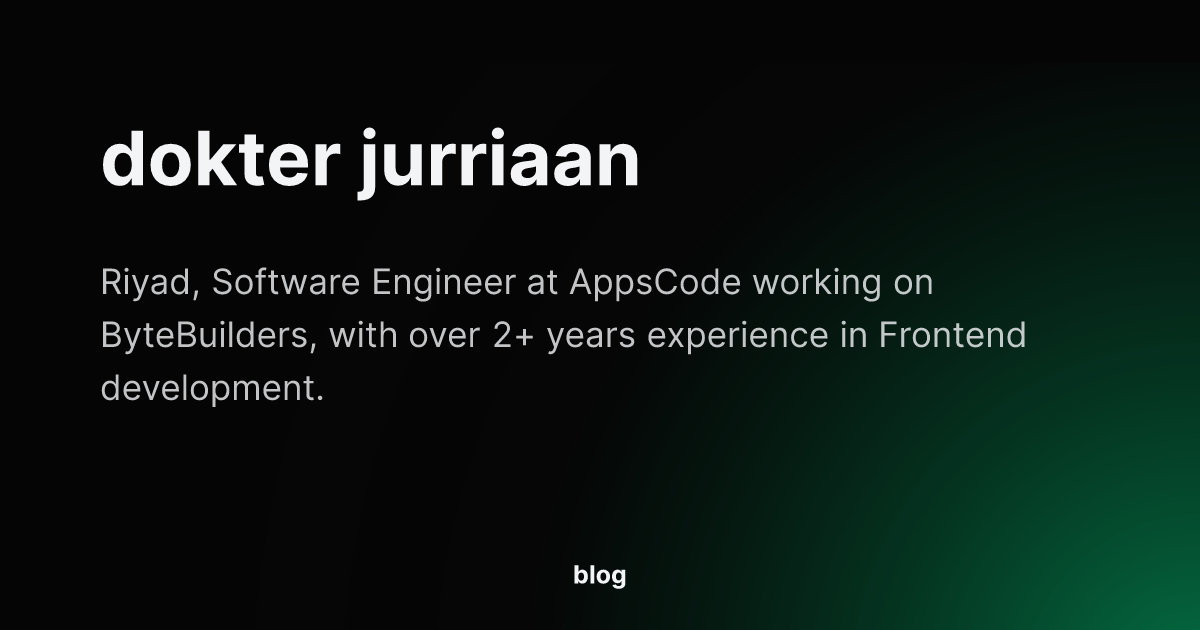 dokter jurriaan
Riyad, Software Engineer at AppsCode working on
ByteBuilders, with over 2+ years experience in Frontend
development.
blog